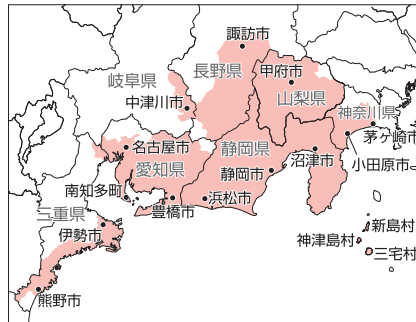 諏訪市
長野県
岐阜県
甲府市
山梨県
中津川市
神奈川県
茅ヶ崎市
小田原市
名古屋市
愛知県
静岡県
静岡市
沼津市
南知多町
豊橋市
浜松市
三重県
伊勢市
新島村
神津島村
三宅村
熊野市